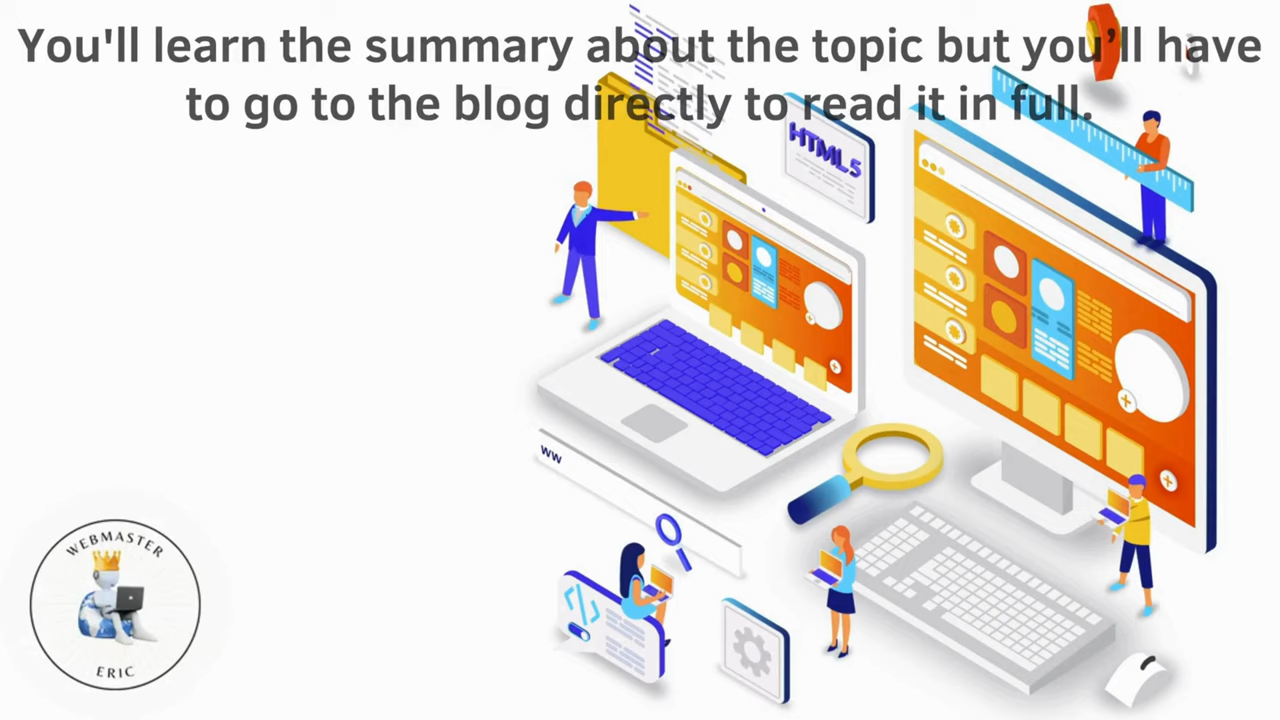 You'll learn the summary about the topic but you'll have
to go to the blog directly to read it in full.
HTML5
WW
</>
WEBMASTER
ERIC